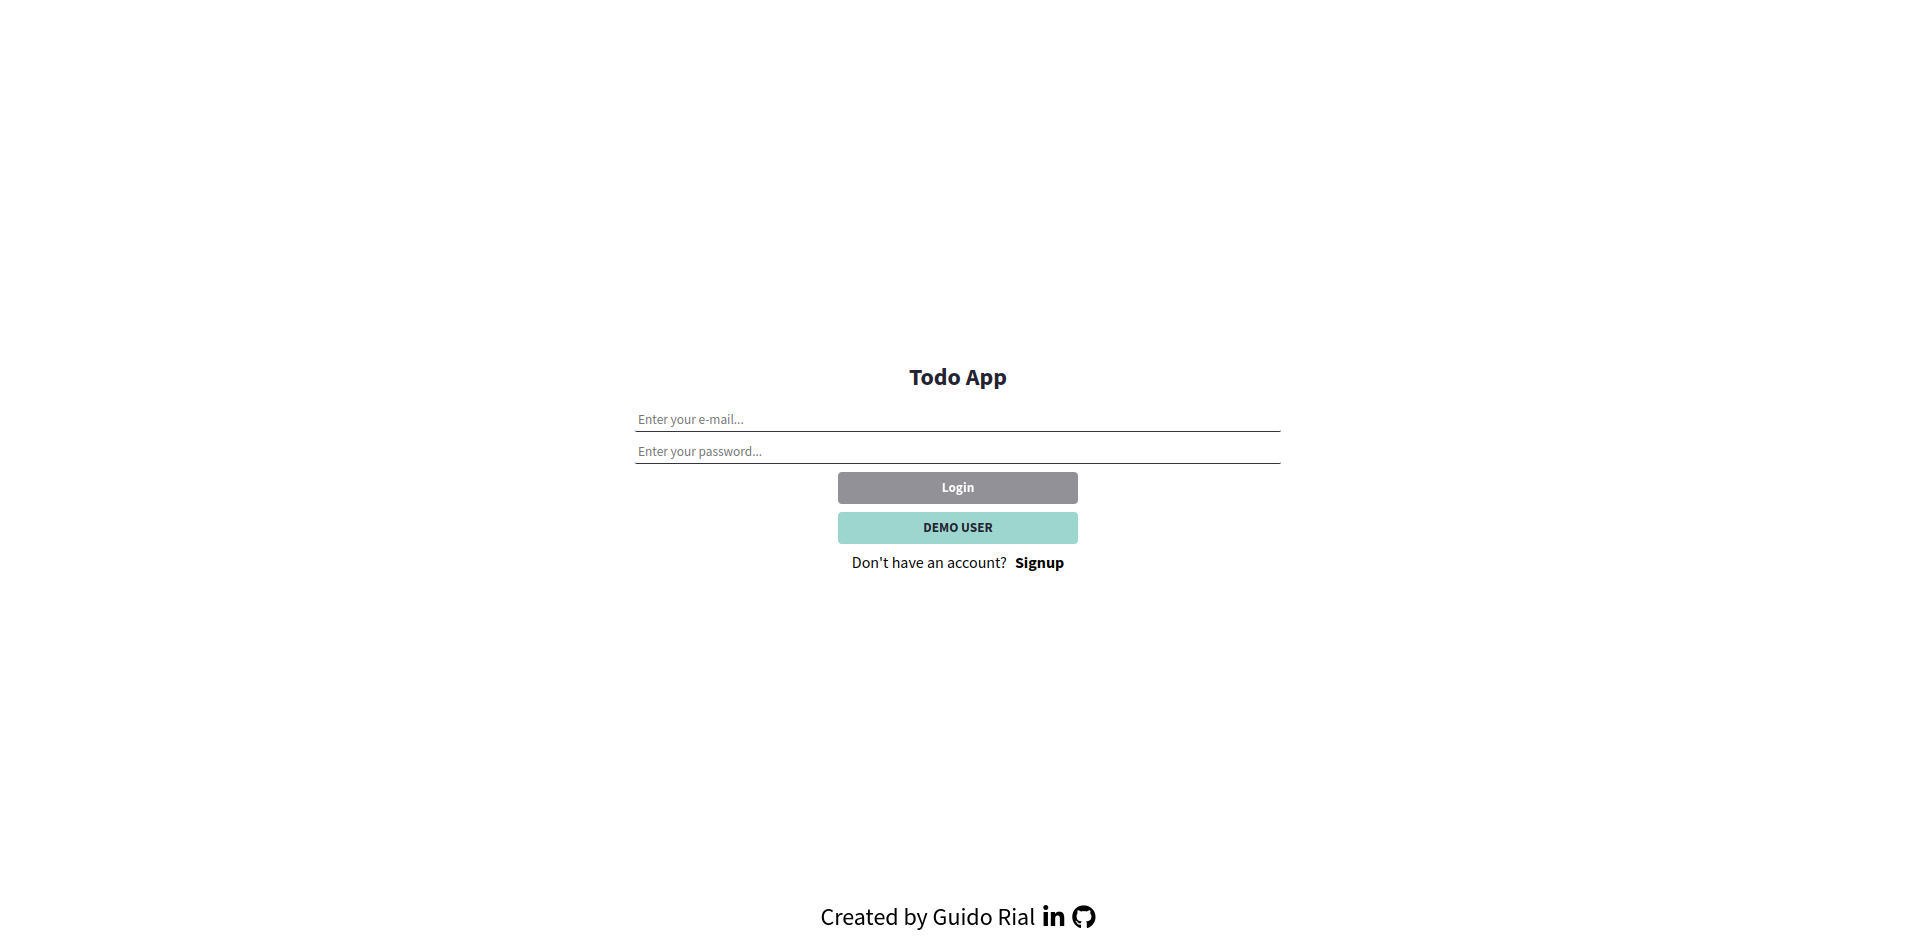 Todo App
Enter your e-mail...
Enter your password...
Login
DEMO USER
Don't have an account? Signup
Created by Guido Rial in